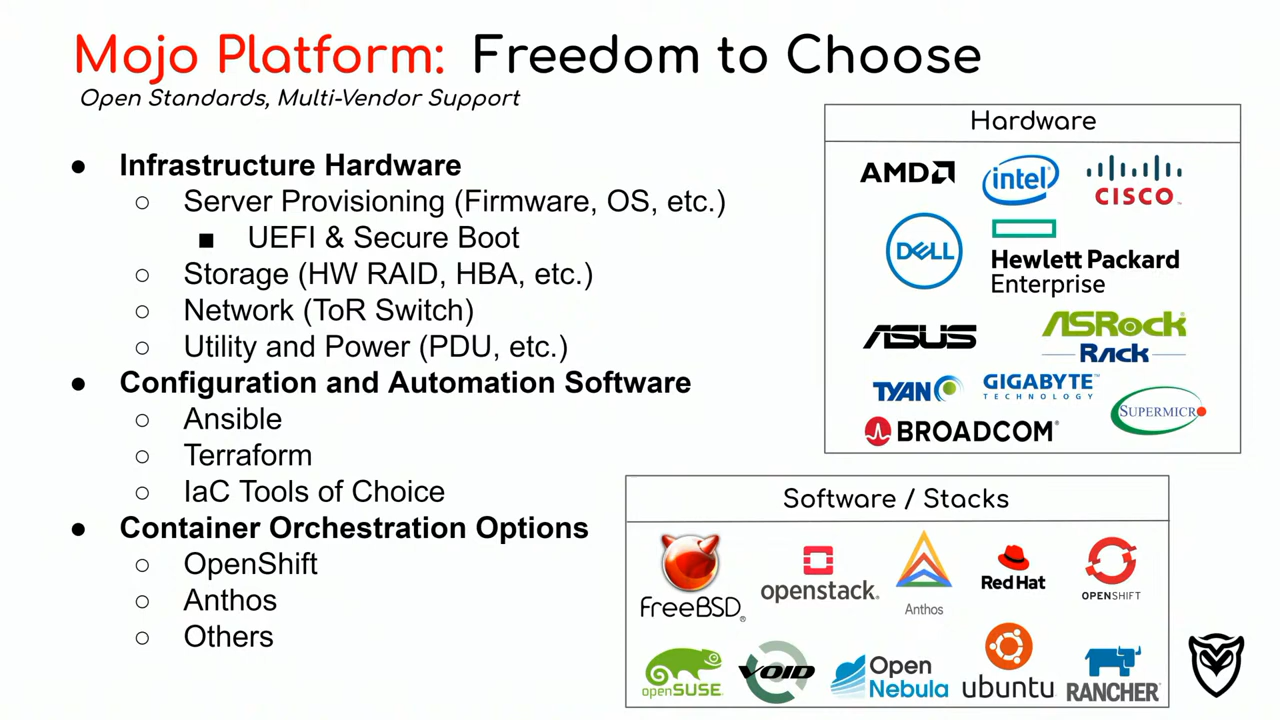 Mojo Platform: Freedom to Choose
Open Standards, Multi-Vendor Support
● Infrastructure Hardware
○ Server Provisioning (Firmware, OS, etc.)
■ UEFI & Secure Boot
○ Storage (HW RAID, HBA, etc.)
○ Network (ToR Switch)
○ Utility and Power (PDU, etc.)
● Configuration and Automation Software
○ Ansible
○ Terraform
○ IaC Tools of Choice
● Container Orchestration Options
○ OpenShift
○ Anthos
○ Others
Hardware
AMD
intel
CISCO
DELL
Hewlett Packard
Enterprise
ASUS
ASRock
Rack
TYAN
GIGABYTE™
TECHNOLOGY
SUPERMICR
BROADCOM®
Software / Stacks
FreeBSD®
openstack.
Anthos
Red Hat
OPENSHIFT
openSUSE
VOID
Open
Nebula
ubuntu
RANCHER